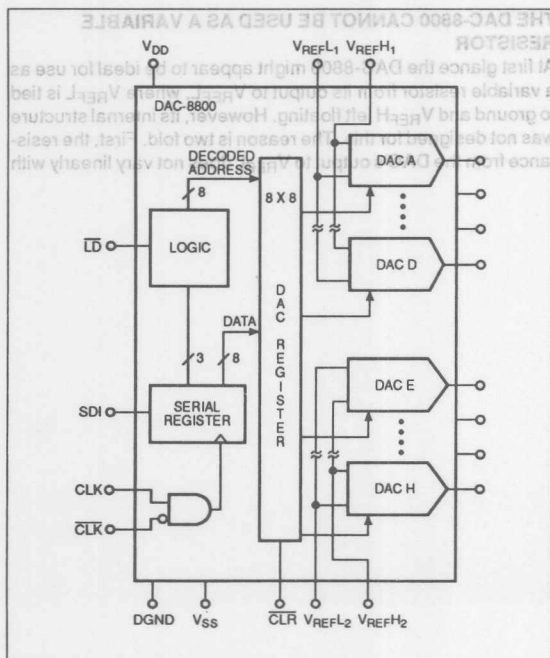 THE DAC-8800 CANNOT BE USED AS A VARIABLE
RESISTOR
At first glance the DAC-8800 might appear to be ideal for use as
a variable resistor from its output to VREFL, where VREFL is tied
to ground and VREFH left floating. However, its internal structure
was not designed for this. The reason is two fold. First, the resis-
tance from the DAC's output to VREFL not vary linearly with
VDD
VREFL1 VREFH1
DAC-8800
DECODED
ADDRESS
8
8 X 8
DAC A
LD
LOGIC
DAC D
DAC REGISTER
DATA
3
8
DAC E
SDI
SERIAL
REGISTER
DAC H
CLK
CLK
DGND
VSS
CLR
VREFL2 VREFH2